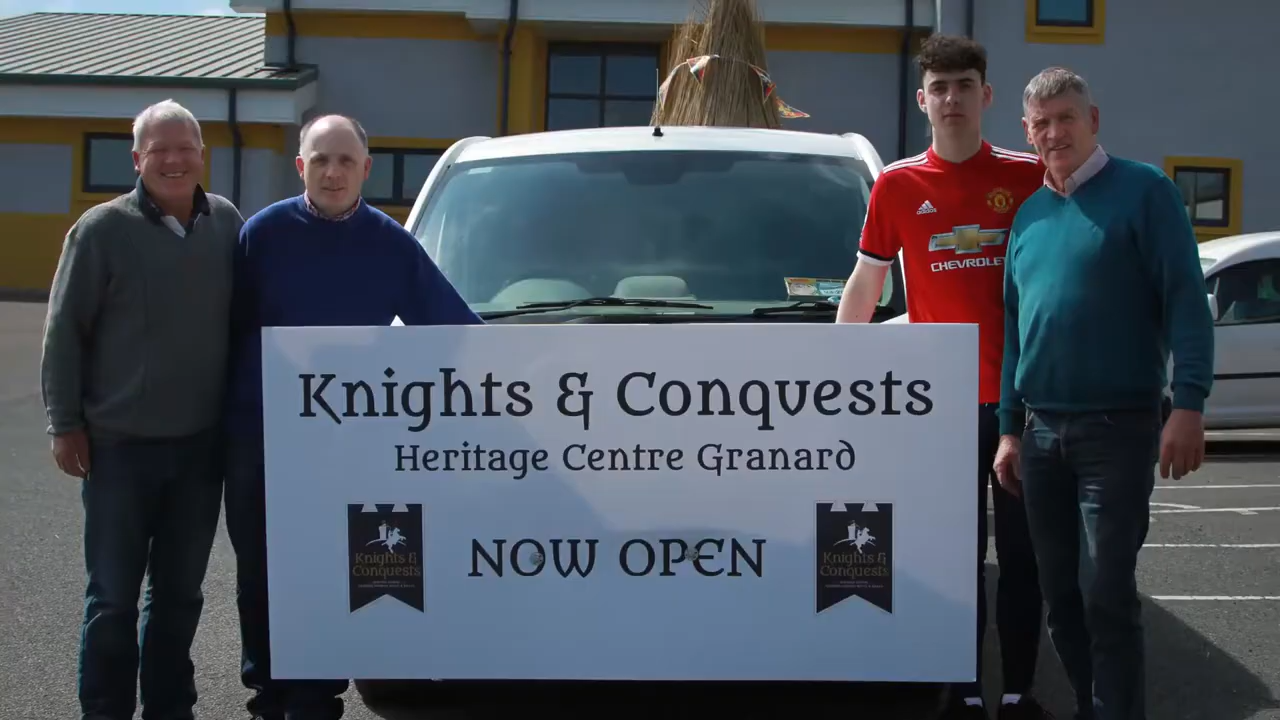 adidas
CHEVROLET
Knights & Conquests
Heritage Centre Granard
NOW OPEN
Knights &
Conquests
Knights &
Conquests